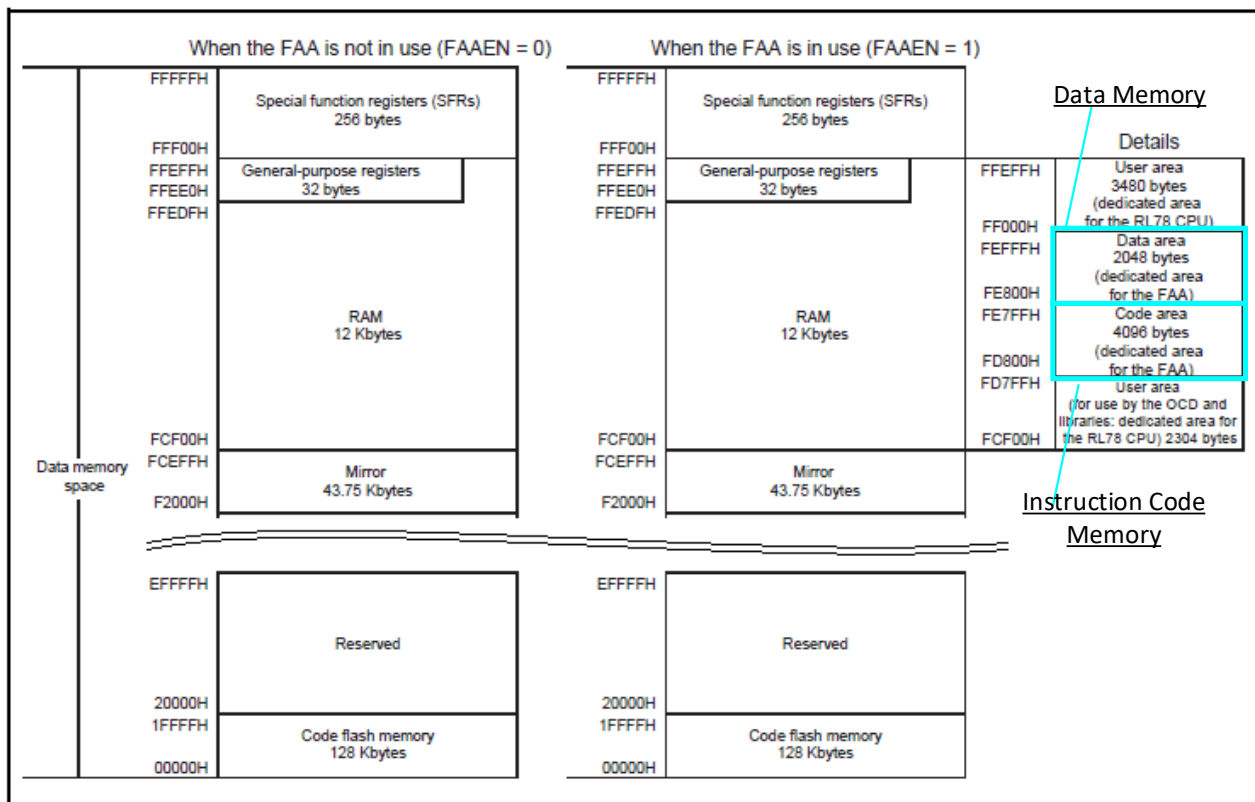 When the FAA is not in use (FAAEN = 0)
When the FAA is in use (FAAEN = 1)
FFFFFH
Special function registers (SFRs)
256 bytes
FFF00H
FFEFFH
General-purpose registers
32 bytes
FFEE0H
FFEDFH
RAM
12 Kbytes
FCF00H
FCEFFH
Mirror
43.75 Kbytes
F2000H
Data memory
space
EFFFFH
Reserved
20000H
1FFFFH
Code flash memory
128 Kbytes
00000H
FFFFFH
Special function registers (SFRs)
256 bytes
FFF00H
FFEFFH
General-purpose registers
32 bytes
FFEE0H
FFEDFH
RAM
12 Kbytes
FCF00H
FCEFFH
Mirror
43.75 Kbytes
F2000H
EFFFFH
Reserved
20000H
1FFFFH
Code flash memory
128 Kbytes
00000H
Data Memory
Details
FFEFFH
User area
3480 bytes
(dedicated area
for the RL78 CPU)
FF000H
FEFFFH
Data area
2048 bytes
(dedicated area
for the FAA)
FE800H
FE7FFH
Code area
4096 bytes
(dedicated area
for the FAA)
FD800H
FD7FFH
User area
(for use by the OCD and
libraries: dedicated area for
the RL78 CPU) 2304 bytes
FCF00H
Instruction Code
Memory